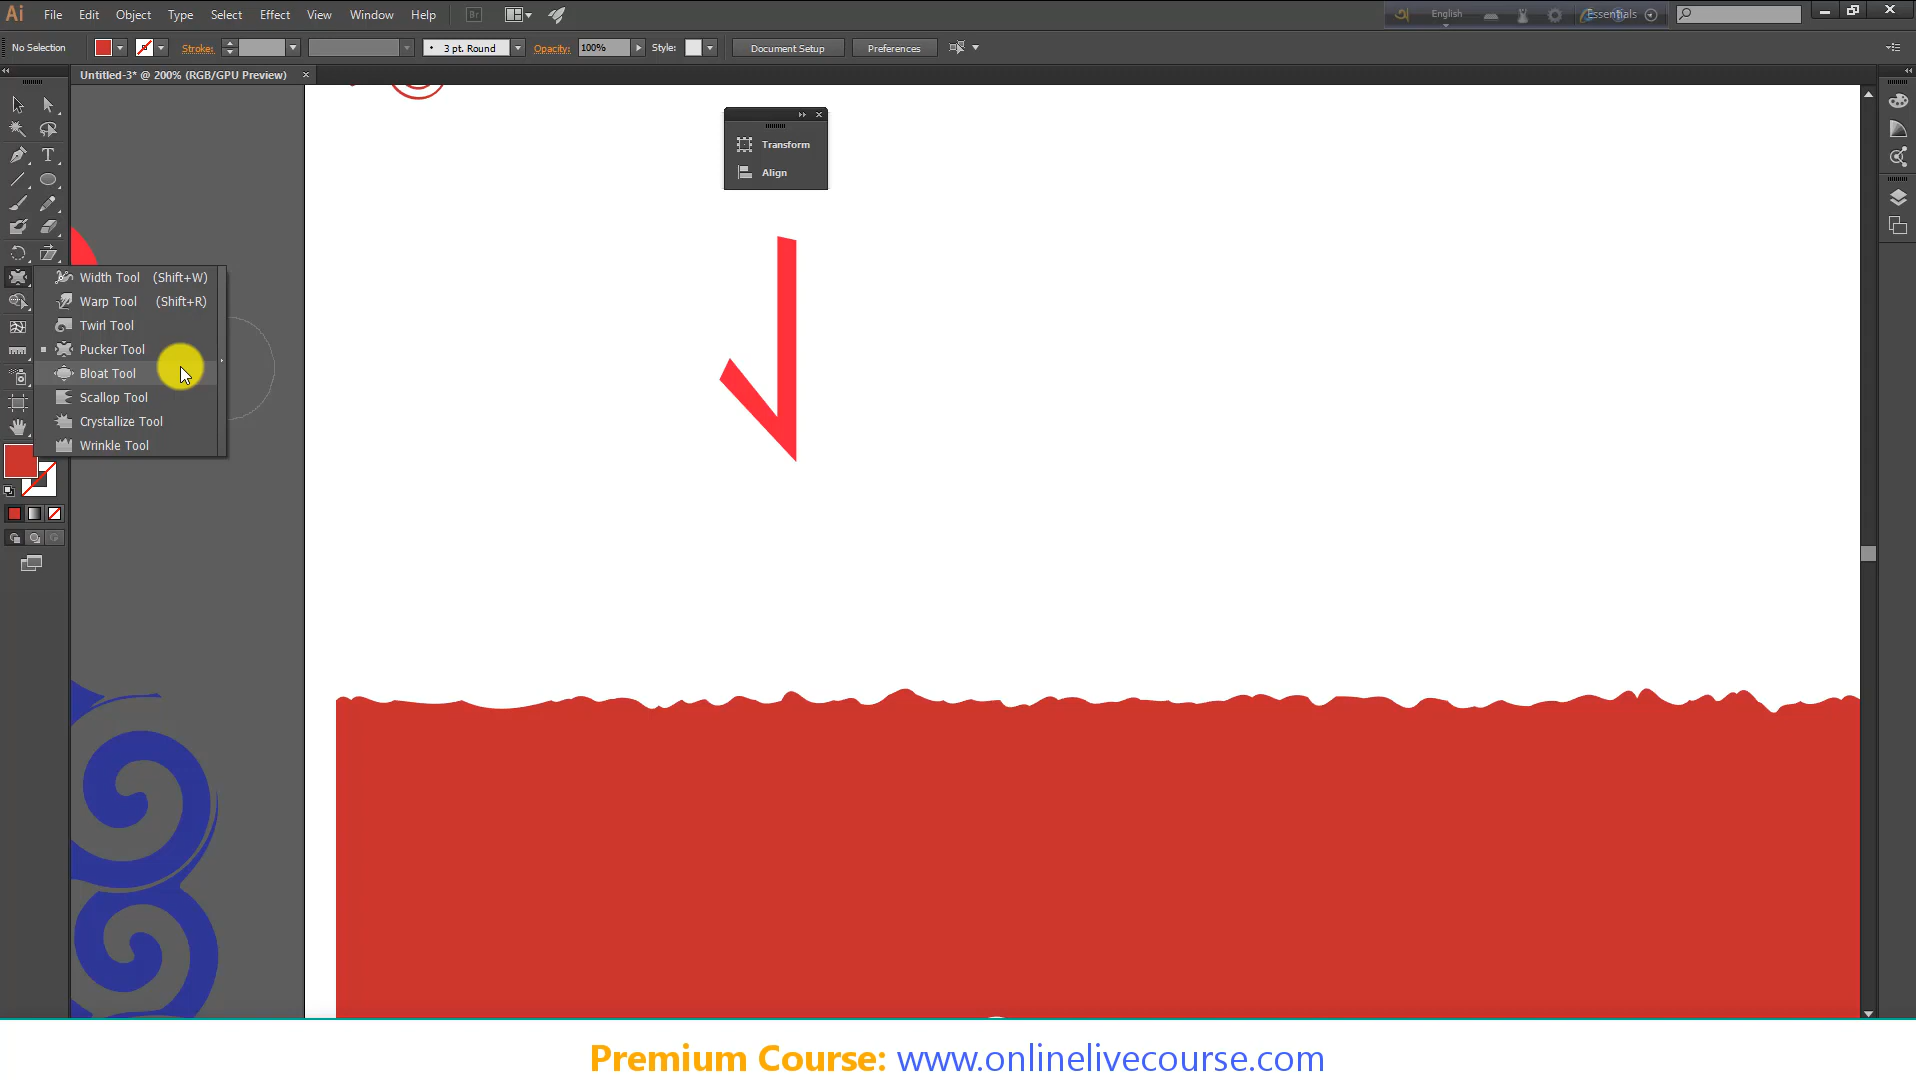 Ai File Edit Object Type Select Effect View Window Help Br English Essentials
No Selection Stroke: 3 pt. Round Opacity: 100% Style: Document Setup Preferences
Untitled-3* @ 200% (RGB/GPU Preview)
Transform
Align
Width Tool (Shift+W)
Warp Tool (Shift+R)
Twirl Tool
Pucker Tool
Bloat Tool
Scallop Tool
Crystallize Tool
Wrinkle Tool
Premium Course: www.onlinelivecourse.com